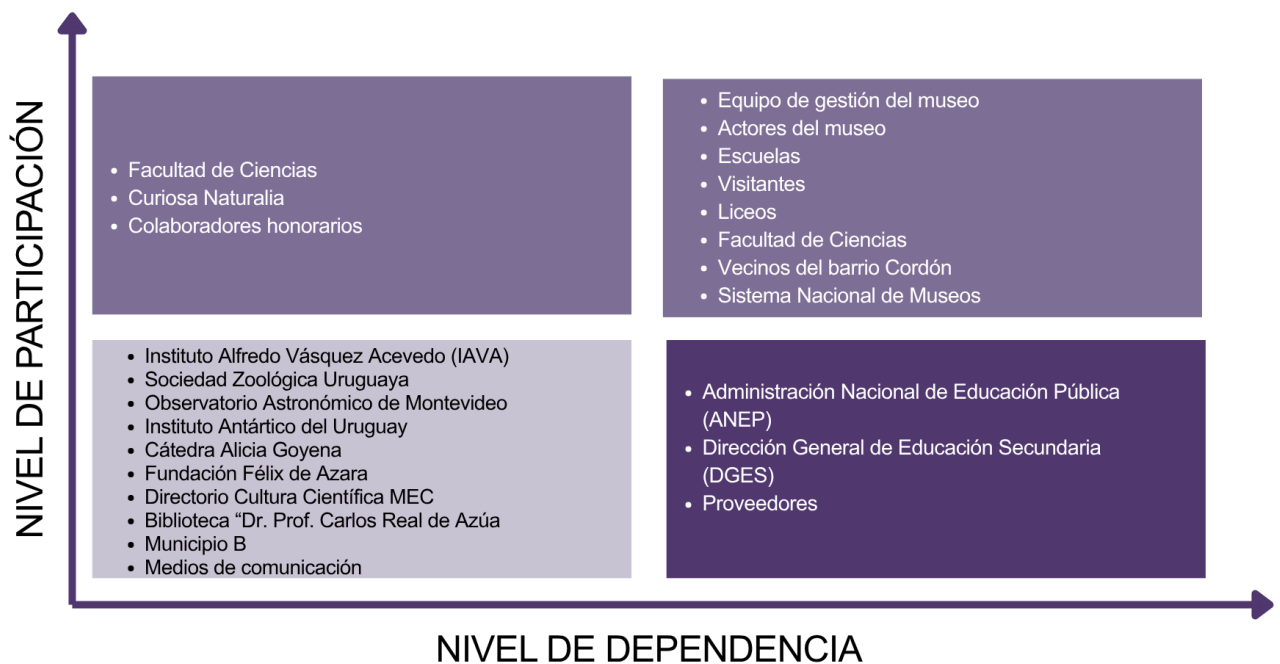 NIVEL DE PARTICIPACIÓN
• Facultad de Ciencias
• Curiosa Naturalia
• Colaboradores honorarios
• Equipo de gestión del museo
• Actores del museo
• Escuelas
• Visitantes
• Liceos
• Facultad de Ciencias
• Vecinos del barrio Cordón
• Sistema Nacional de Museos
• Instituto Alfredo Vásquez Acevedo (IAVA)
• Sociedad Zoológica Uruguaya
• Observatorio Astronómico de Montevideo
• Instituto Antártico del Uruguay
• Cátedra Alicia Goyena
• Fundación Félix de Azara
• Directorio Cultura Científica MEC
• Biblioteca “Dr. Prof. Carlos Real de Azúa
• Municipio B
• Medios de comunicación
• Administración Nacional de Educación Pública
(ANEP)
• Dirección General de Educación Secundaria
(DGES)
• Proveedores
NIVEL DE DEPENDENCIA